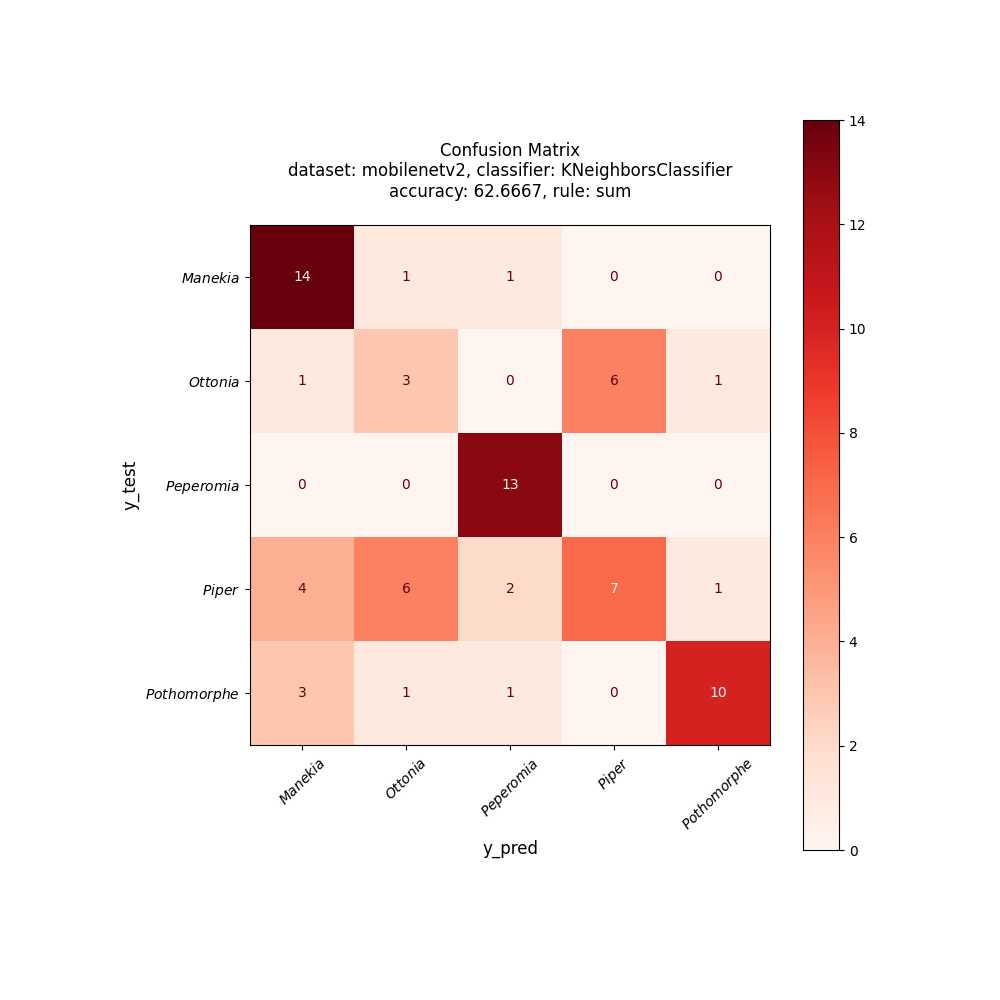 Confusion Matrix
dataset: mobilenetv2, classifier: KNeighborsClassifier
accuracy: 62.6667, rule: sum
14
12
10
8
6
4
2
0
y_test
Manekia 14 1 1 0 0
Ottonia 1 3 0 6 1
Peperomia 0 0 13 0 0
Piper 4 6 2 7 1
Pothomorphe 3 1 1 0 10
Manekia Ottonia Peperomia Piper Pothomorphe
y_pred